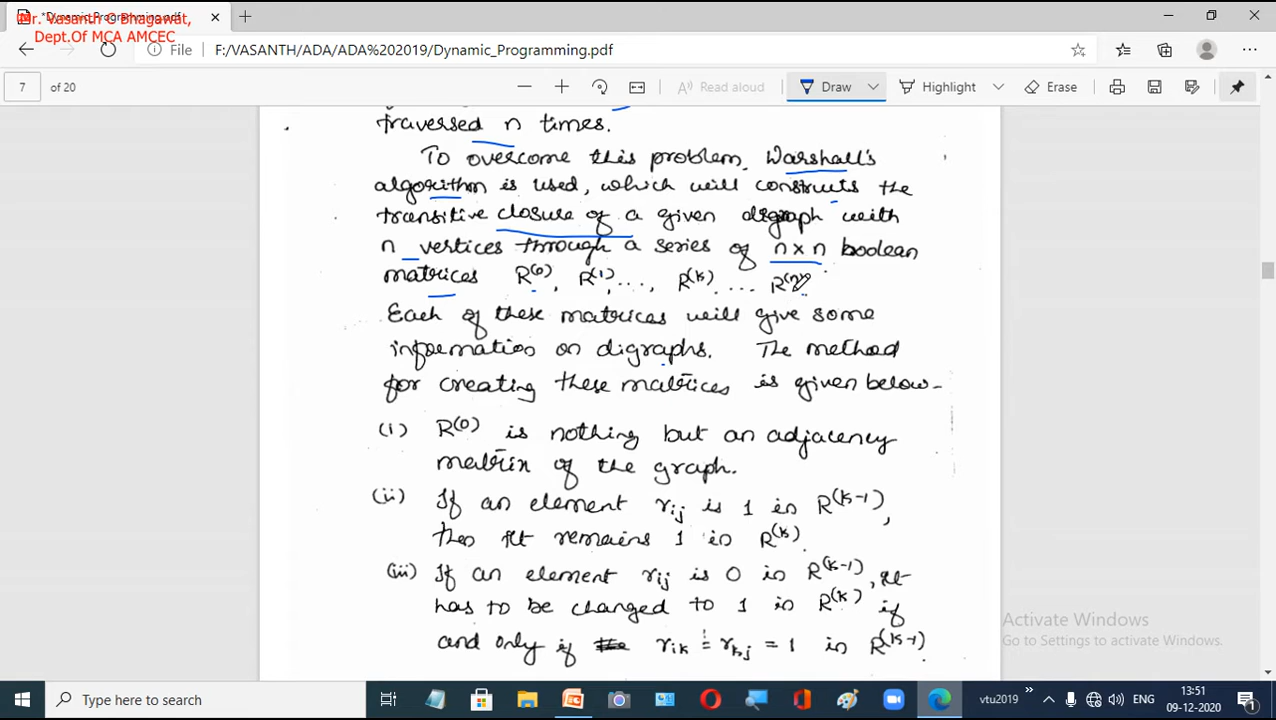 *Dynamic_Programming.pdf
Dr. Vasanth G Bhagawat,
Dept.Of MCA AMCEC
File F:/VASANTH/ADA/ADA%202019/Dynamic_Programming.pdf
7 of 20 Read aloud Draw Highlight Erase
traversed n times.
To overcome this problem. Warshall's
algorithm is used, which will constructs the
transitive closure of a given digraph with
n vertices through a series of n x n boolean
matrices R(0), R(1), ..., R(k), ... R(n)
Each of these matrices will give some
information on digraphs. The method
for creating these matrices is given below-
(i) R(0) is nothing but an adjacency
matrix of the graph.
(ii) If an element rij is 1 in R(k-1),
then it remains 1 in R(k).
(iii) If an element rij is 0 in R(k-1), it
has to be changed to 1 in R(k) if
and only if rik = rkj = 1 in R(k-1).
Activate Windows
Go to Settings to activate Windows.
Type here to search vtu2019 » ENG 13:51
09-12-2020 1